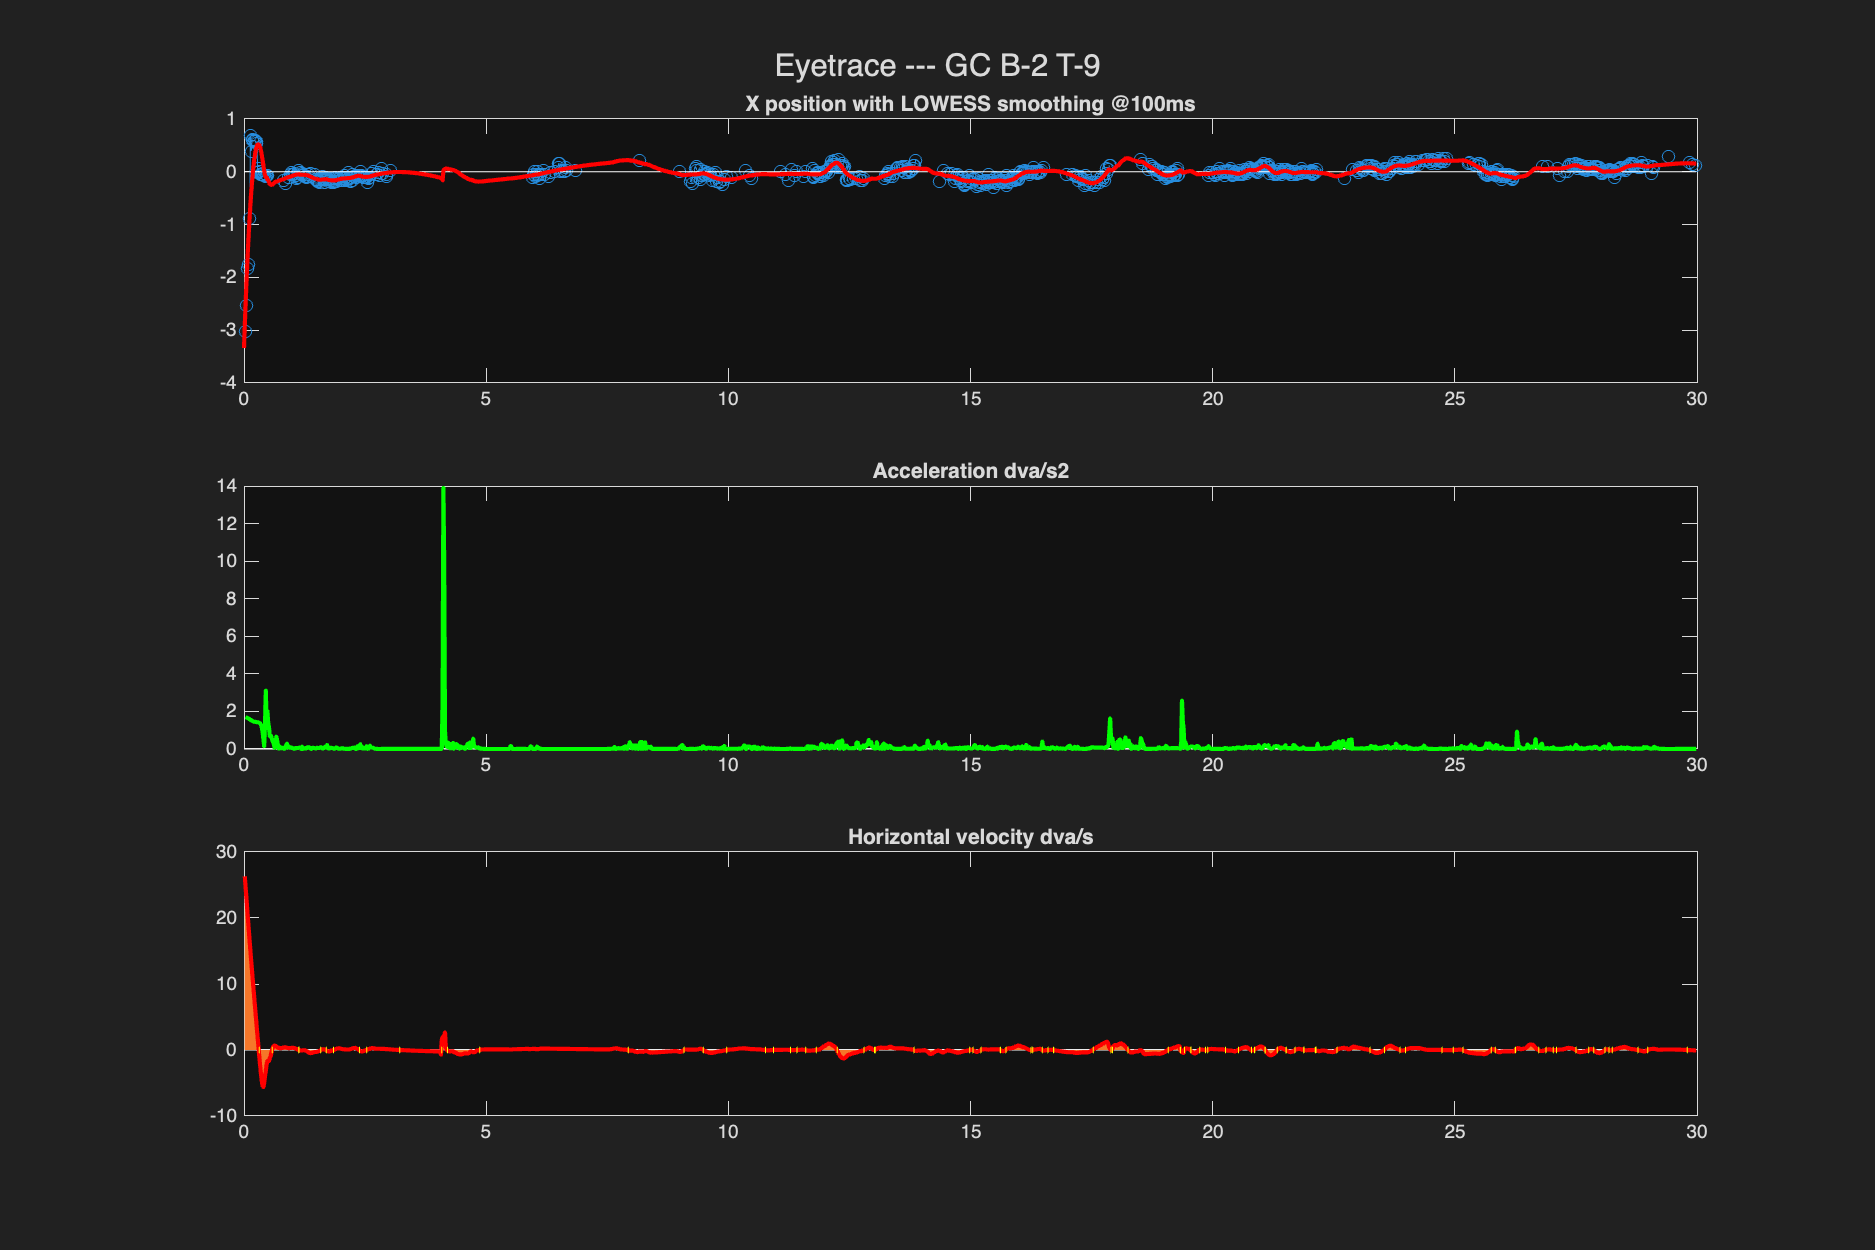 Eyetrace --- GC B-2 T-9
X position with LOWESS smoothing @100ms
1
0
-1
-2
-3
-4
0 5 10 15 20 25 30
Acceleration dva/s2
14
12
10
8
6
4
2
0
0 5 10 15 20 25 30
Horizontal velocity dva/s
30
20
10
0
-10
0 5 10 15 20 25 30